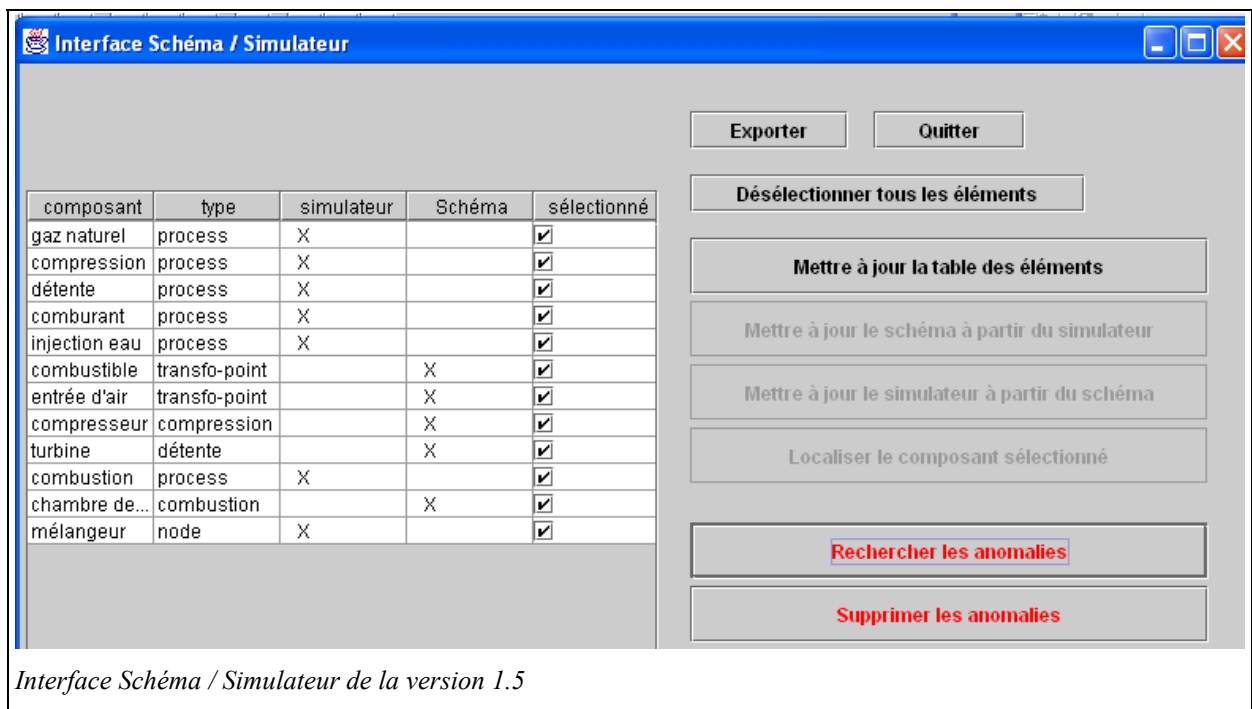 Interface Schéma / Simulateur
Exporter Quitter
Désélectionner tous les éléments
composant type simulateur Schéma sélectionné
gaz naturel process X
compression process X
détente process X
comburant process X
injection eau process X
combustible transfo-point X
entrée d'air transfo-point X
compresseur compression X
turbine détente X
combustion process X
chambre de... combustion X
mélangeur node X
Mettre à jour la table des éléments
Mettre à jour le schéma à partir du simulateur
Mettre à jour le simulateur à partir du schéma
Localiser le composant sélectionné
Rechercher les anomalies
Supprimer les anomalies
Interface Schéma / Simulateur de la version 1.5